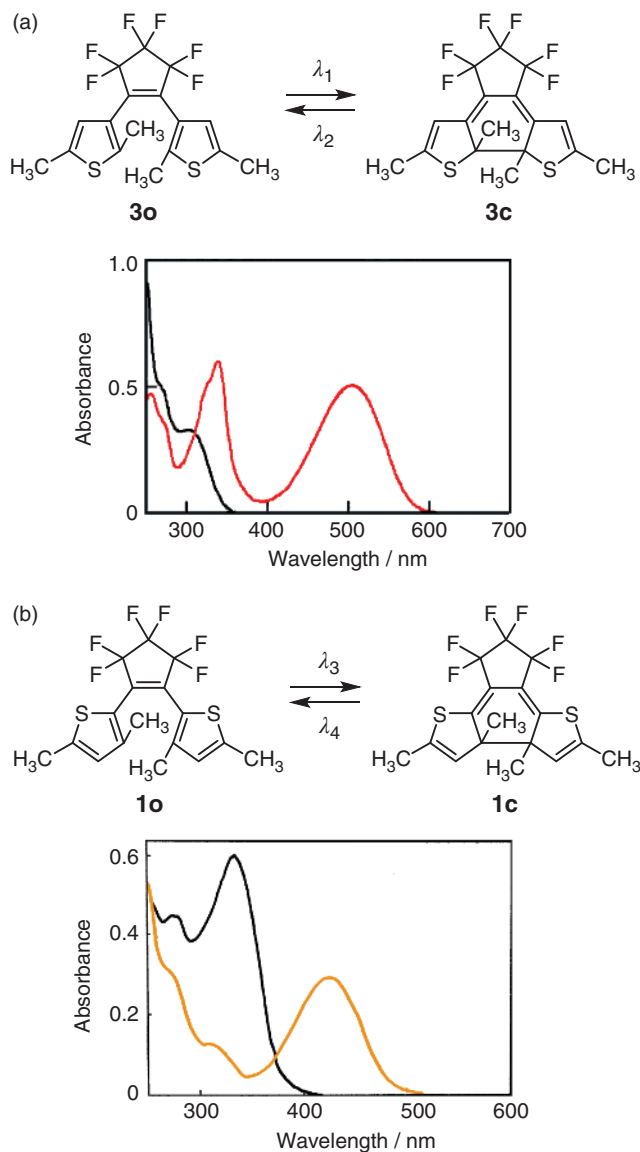 (a)
F F
F F
F F
λ1
λ2
F F
F F
F F
CH3
H3C S H3C S CH3
3o
CH3
H3C S H3C S CH3
3c
1.0
0.5
0
Absorbance
300 400 500 600 700
Wavelength / nm
(b)
F F
F F
F F
λ3
λ4
F F
F F
F F
S CH3 S
H3C H3C CH3
1o
S CH3 S
H3C H3C CH3
1c
0.6
0.4
0.2
0
Absorbance
300 400 500 600
Wavelength / nm